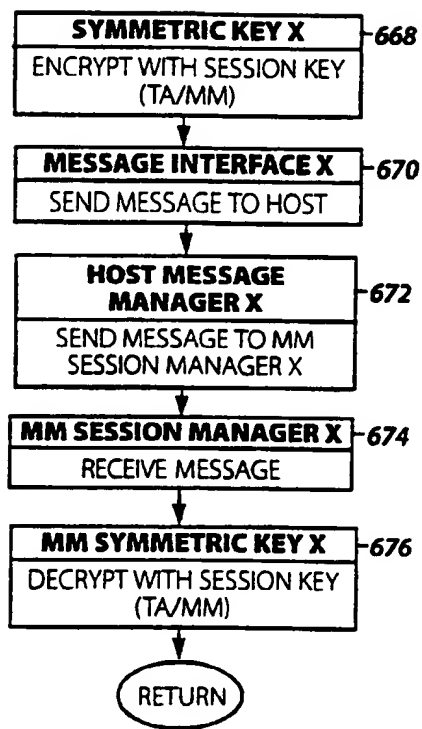 SYMMETRIC KEY X
668
ENCRYPT WITH SESSION KEY
(TA/MM)
MESSAGE INTERFACE X
670
SEND MESSAGE TO HOST
HOST MESSAGE
MANAGER X
672
SEND MESSAGE TO MM
SESSION MANAGER X
MM SESSION MANAGER X
674
RECEIVE MESSAGE
MM SYMMETRIC KEY X
676
DECRYPT WITH SESSION KEY
(TA/MM)
RETURN